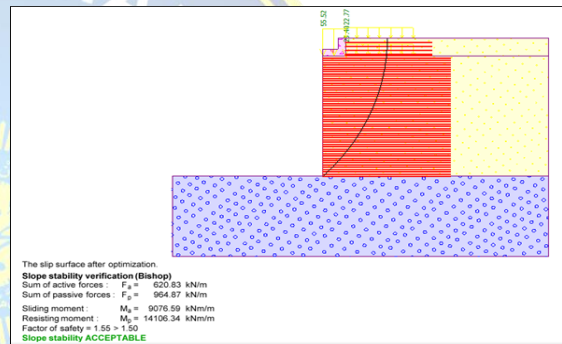 55.52
22.77
The slip surface after optimization.
Slope stability verification (Bishop)
Sum of active forces : Fa = 620.83 kN/m
Sum of passive forces : Fp = 964.87 kN/m
Sliding moment : Ma = 9076.59 kNm/m
Resisting moment : Mp = 14106.34 kNm/m
Factor of safety = 1.55 > 1.50
Slope stability ACCEPTABLE